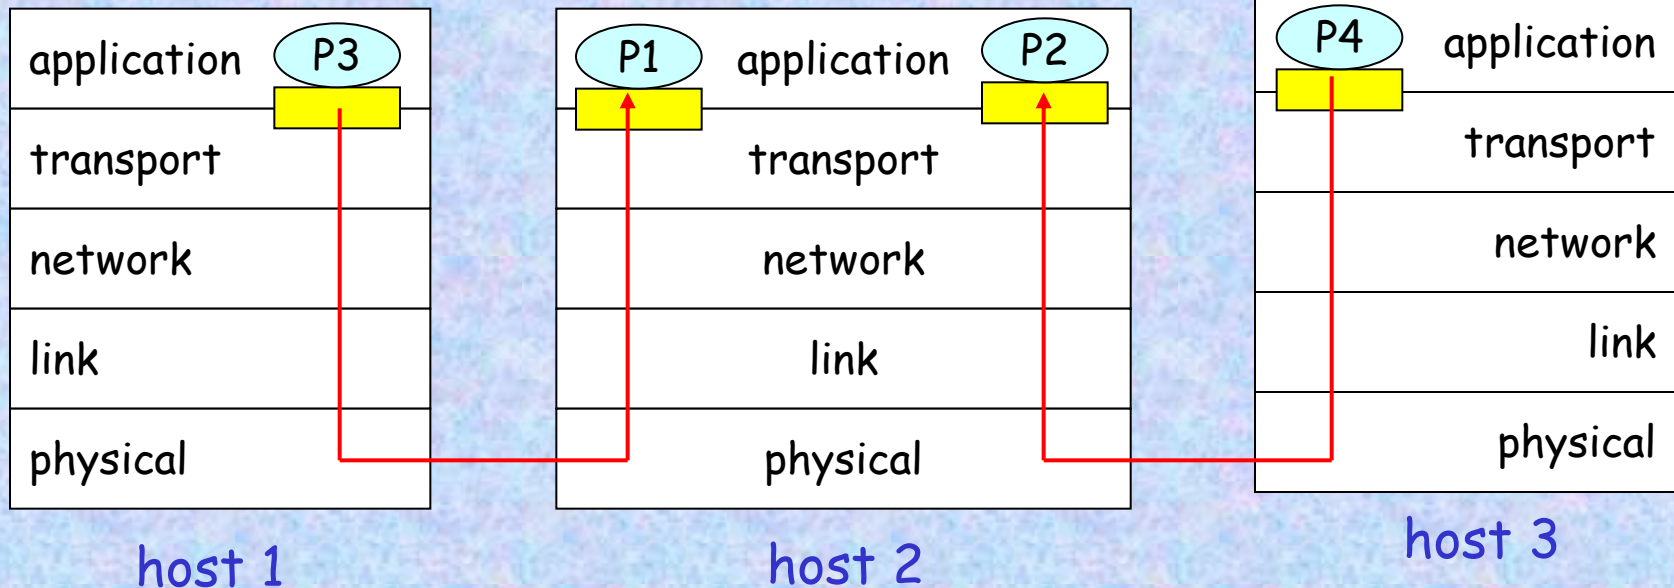 application P3
transport
network
link
physical
host 1
P1 application P2
transport
network
link
physical
host 2
P4 application
transport
network
link
physical
host 3